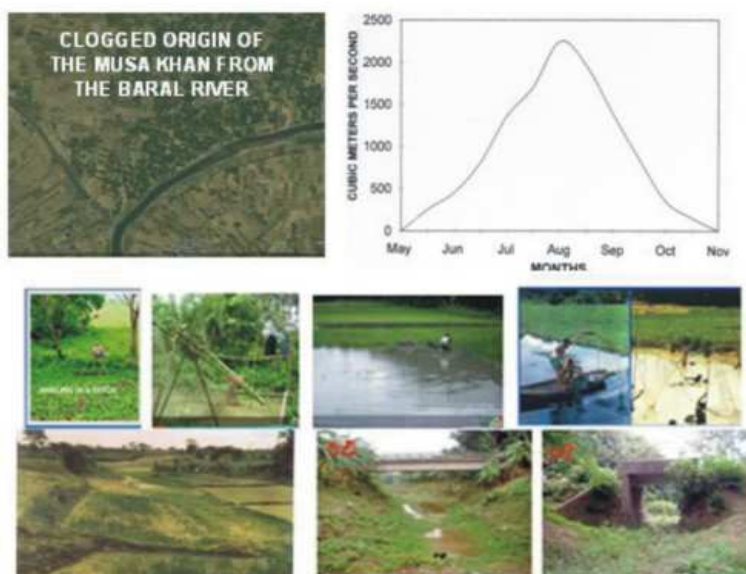 CLOGGED ORIGIN OF
THE MUSA KHAN FROM
THE BARAL RIVER
CUBIC METERS PER SECOND
2500
2000
1500
1000
500
0
May Jun Jul Aug Sep Oct Nov
MONTHS